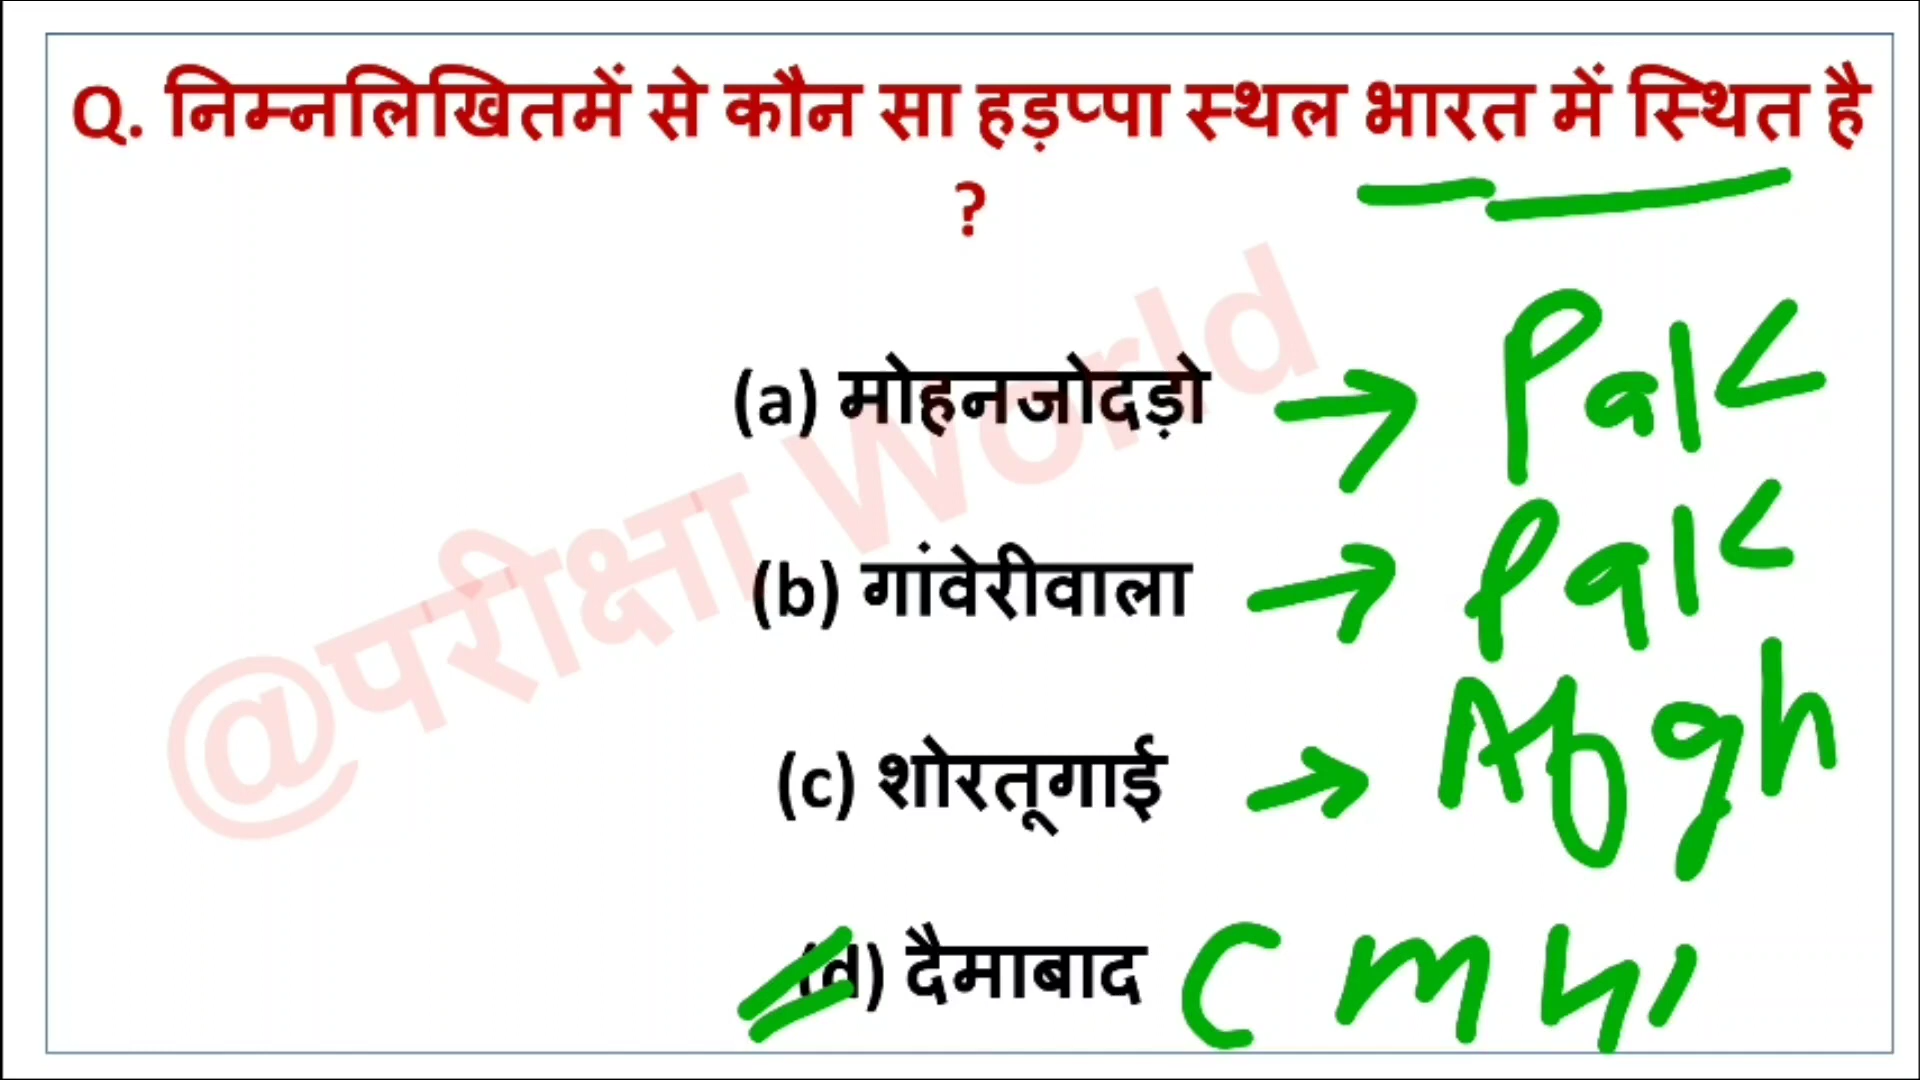 Q. निम्नलिखितमें से कौन सा हड़प्पा स्थल भारत में स्थित है
?
(a) मोहनजोदड़ो → Pak
(b) गांवेरीवाला → Pak
(c) शोरतूगाई → Afgh
(d) दैमाबाद
@परीक्षा World